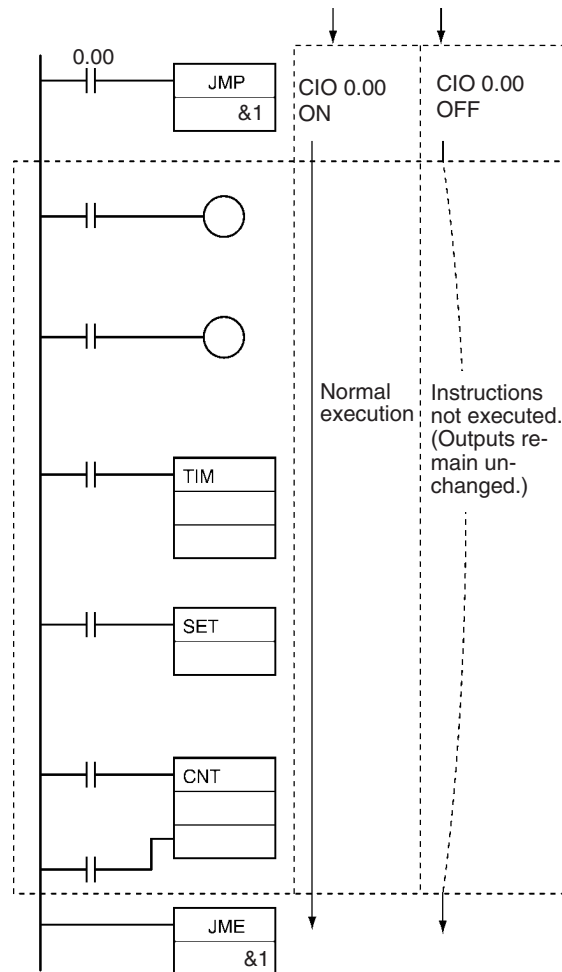 0.00
JMP
&1
CIO 0.00
ON
CIO 0.00
OFF
Normal
execution
Instructions
not executed.
(Outputs re-
main un-
changed.)
TIM
SET
CNT
JME
&1